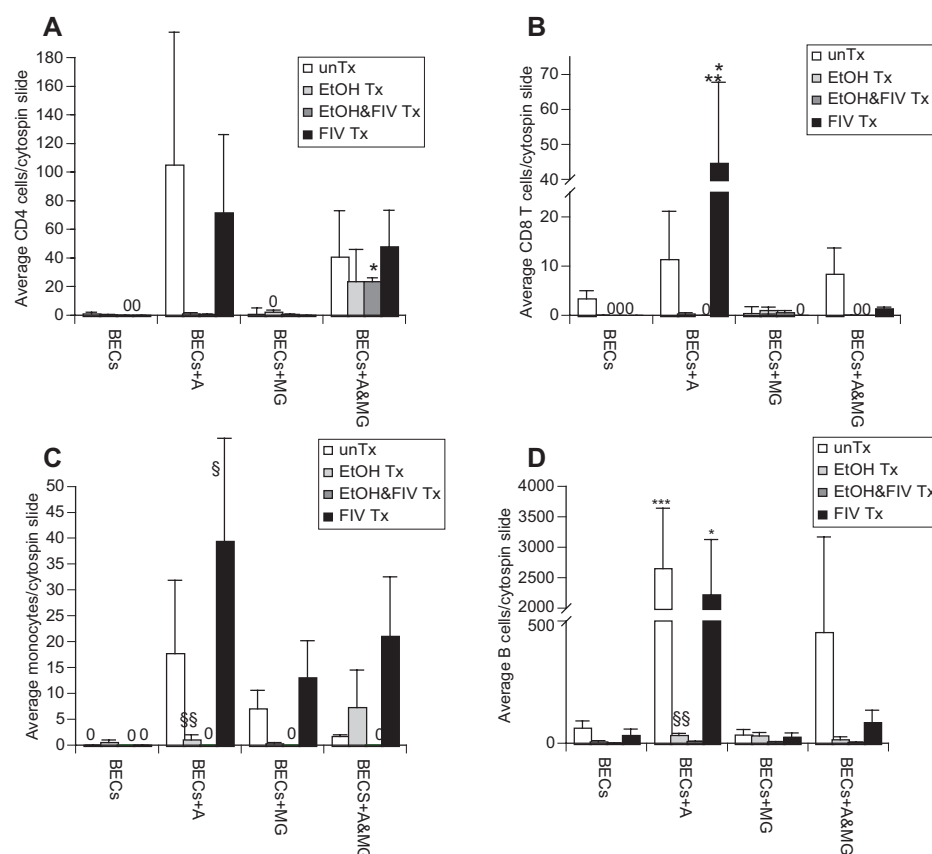 A
Average CD4 cells/cytospin slide
180
160
140
120
100
80
60
40
20
0
unTx
EtOH Tx
EtOH&FIV Tx
FIV Tx
00
0
*
BECs
BECs+A
BECs+MG
BECs+A&MG
B
Average CD8 T cells/cytospin slide
70
60
50
40
20
10
0
unTx
EtOH Tx
EtOH&FIV Tx
FIV Tx
*
**
000
0
0
00
BECs
BECs+A
BECs+MG
BECs+A&MG
C
Average monocytes/cytospin slide
50
45
40
35
30
25
20
15
10
5
0
unTx
EtOH Tx
EtOH&FIV Tx
FIV Tx
§
0
0 0
§§
0
0
0
BECs
BECs+A
BECs+MG
BECS+A&MG
D
Average B cells/cytospin slide
4000
3500
3000
2500
2000
500
0
unTx
EtOH Tx
EtOH&FIV Tx
FIV Tx
***
*
§§
BECs
BECs+A
BECs+MG
BECs+A&MG